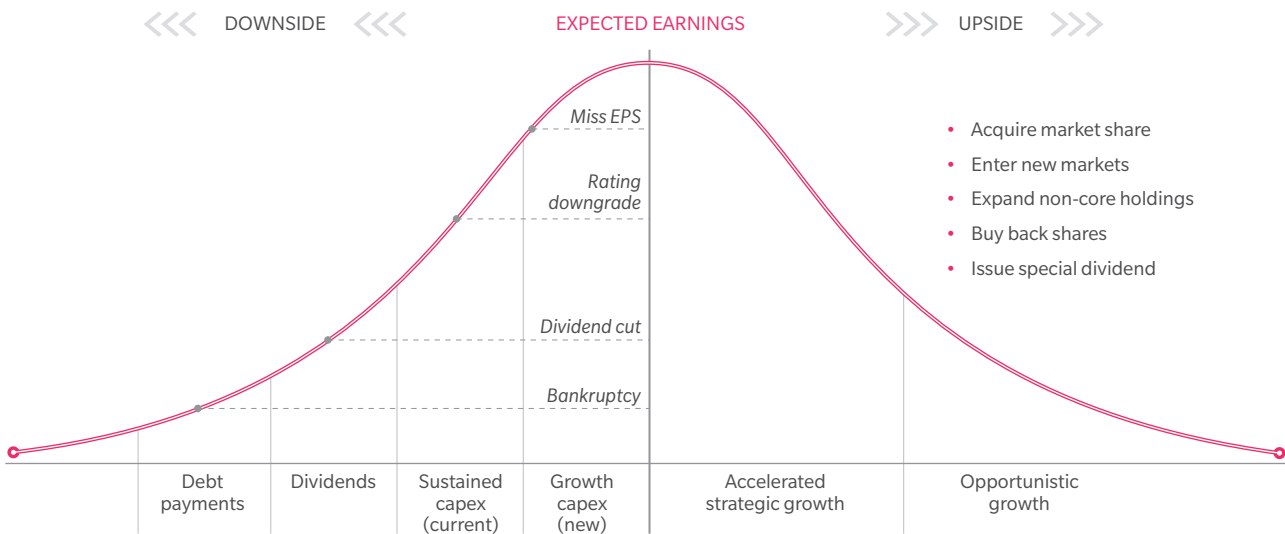 DOWNSIDE
EXPECTED EARNINGS
UPSIDE
Miss EPS
Rating
downgrade
Dividend cut
Bankruptcy
• Acquire market share
• Enter new markets
• Expand non-core holdings
• Buy back shares
• Issue special dividend
Debt
payments
Dividends
Sustained
capex
(current)
Growth
capex
(new)
Accelerated
strategic growth
Opportunistic
growth